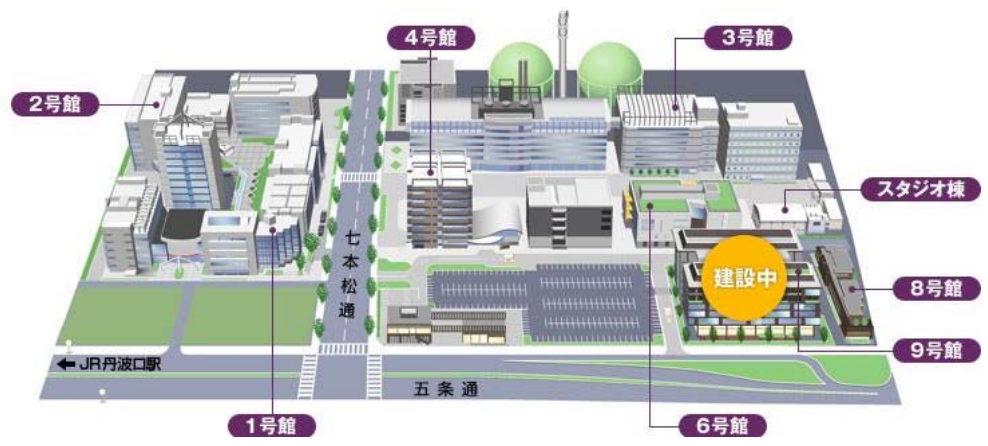 4号館
3号館
2号館
スタジオ棟
七本松通
建設中
8号館
9号館
← JR丹波口駅
五条通
1号館
6号館